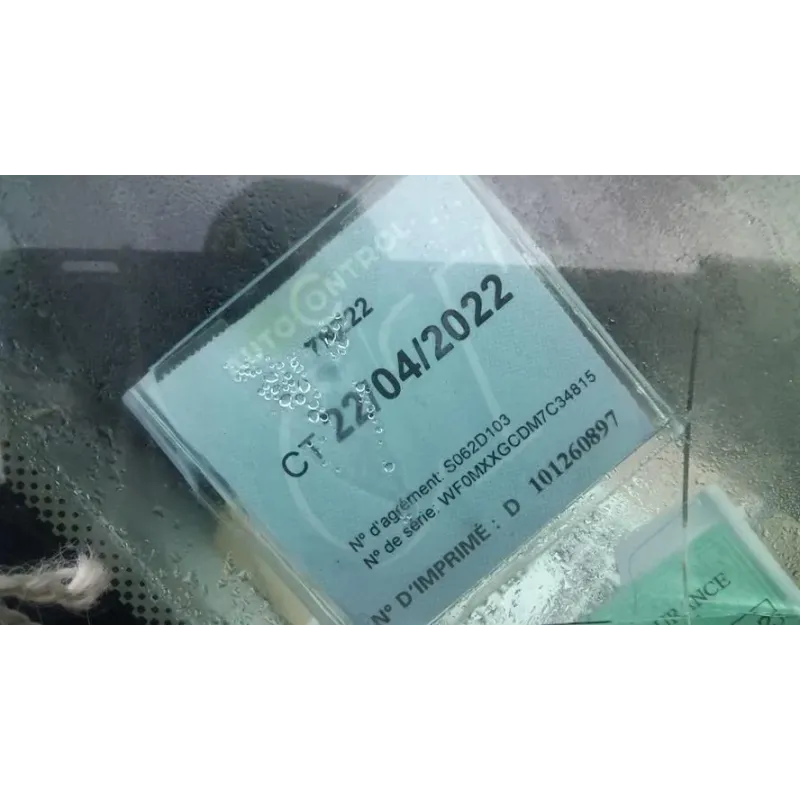 AUTOCONTROL
CT 22/04/2022
N° d'agrément: S062D103
N° de série: WF0MXXGCDM7C34815
N° D'IMPRIMÉ : D 101260897